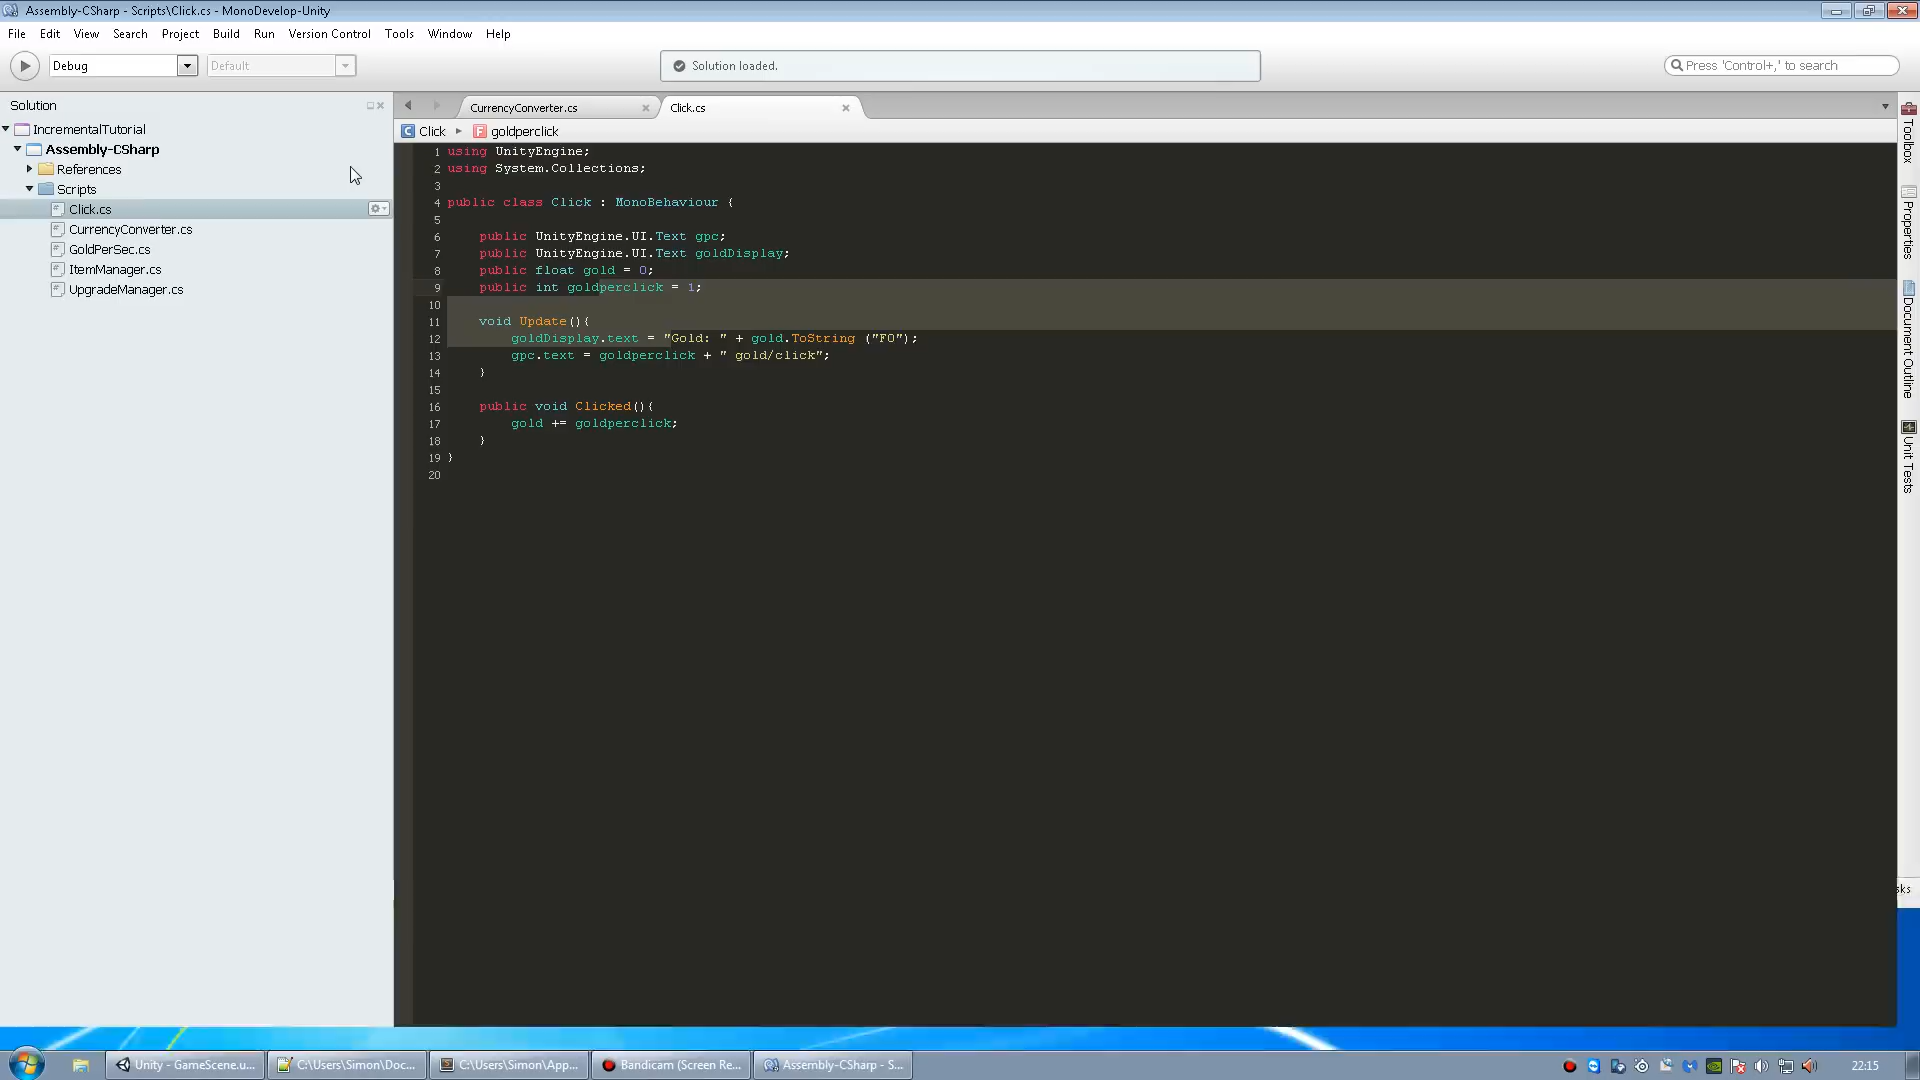 Assembly-CSharp - Scripts\Click.cs - MonoDevelop-Unity
File Edit View Search Project Build Run Version Control Tools Window Help
Debug Default Solution loaded. Press 'Control+,' to search
Solution
IncrementalTutorial
Assembly-CSharp
References
Scripts
Click.cs
CurrencyConverter.cs
GoldPerSec.cs
ItemManager.cs
UpgradeManager.cs
CurrencyConverter.cs Click.cs
Click goldperclick
1 using UnityEngine;
2 using System.Collections;
3
4 public class Click : MonoBehaviour {
5
6 public UnityEngine.UI.Text gpc;
7 public UnityEngine.UI.Text goldDisplay;
8 public float gold = 0;
9 public int goldperclick = 1;
10
11 void Update(){
12 goldDisplay.text = "Gold: " + gold.ToString ("F0");
13 gpc.text = goldperclick + " gold/click";
14 }
15
16 public void Clicked(){
17 gold += goldperclick;
18 }
19 }
20
Toolbox
Properties
Document Outline
Unit Tests
sks
Unity - GameScene.u... C:\Users\Simon\Doc... C:\Users\Simon\App... Bandicam (Screen Re... Assembly-CSharp - S... 22:15